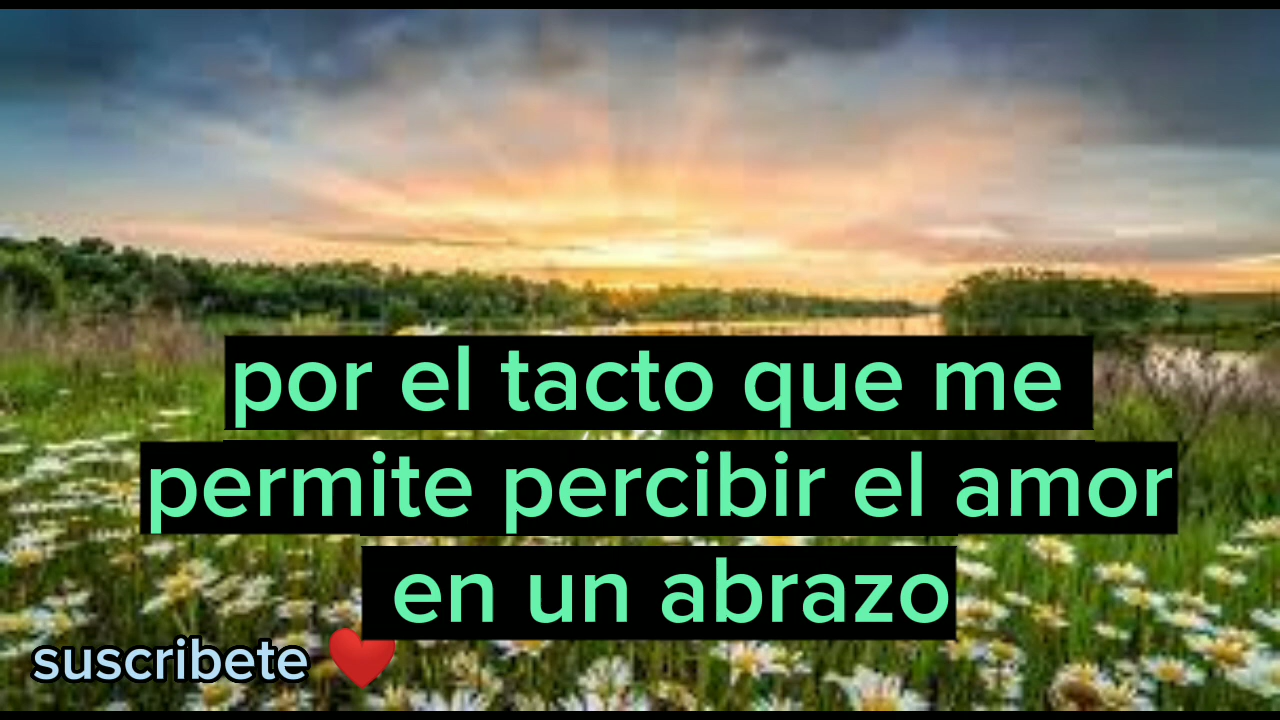 por el tacto que me
permite percibir el amor
en un abrazo
suscribete ❤️